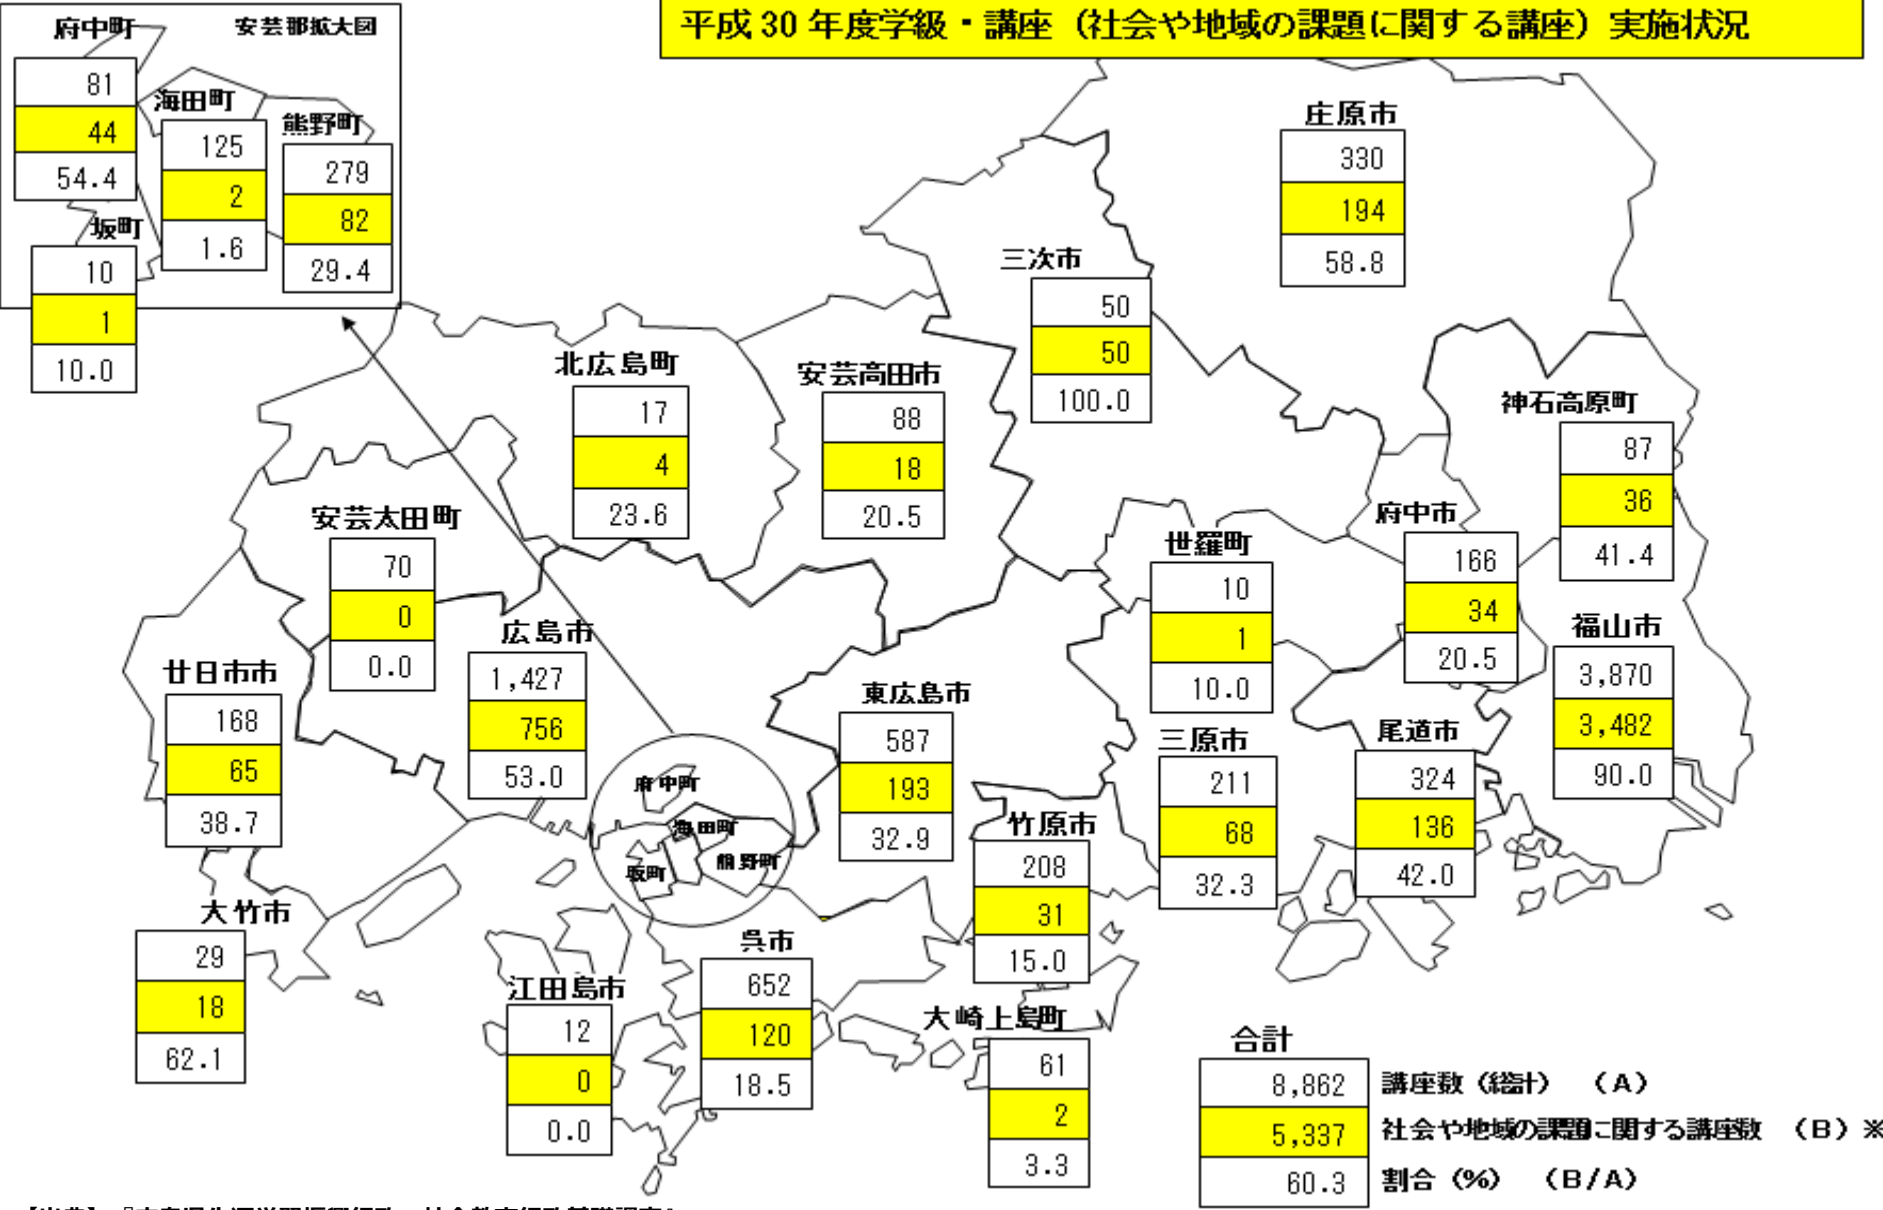 平成30年度学級・講座（社会や地域の課題に関する講座）実施状況
安芸郡拡大図
府中町
81
44
54.4
海田町
125
2
1.6
熊野町
279
82
29.4
坂町
10
1
10.0
庄原市
330
194
58.8
三次市
50
50
100.0
北広島町
17
4
23.6
安芸高田市
88
18
20.5
神石高原町
87
36
41.4
安芸太田町
70
0
0.0
府中市
166
34
20.5
世羅町
10
1
10.0
福山市
3,870
3,482
90.0
広島市
1,427
756
53.0
廿日市市
168
65
38.7
東広島市
587
193
32.9
三原市
211
68
32.3
尾道市
324
136
42.0
府中町
海田町
熊野町
坂町
竹原市
208
31
15.0
大竹市
29
18
62.1
呉市
652
120
18.5
江田島市
12
0
0.0
大崎上島町
61
2
3.3
合計
8,862 講座数（総計） （A）
5,337 社会や地域の課題に関する講座数 （B）※
60.3 割合（%） （B/A）